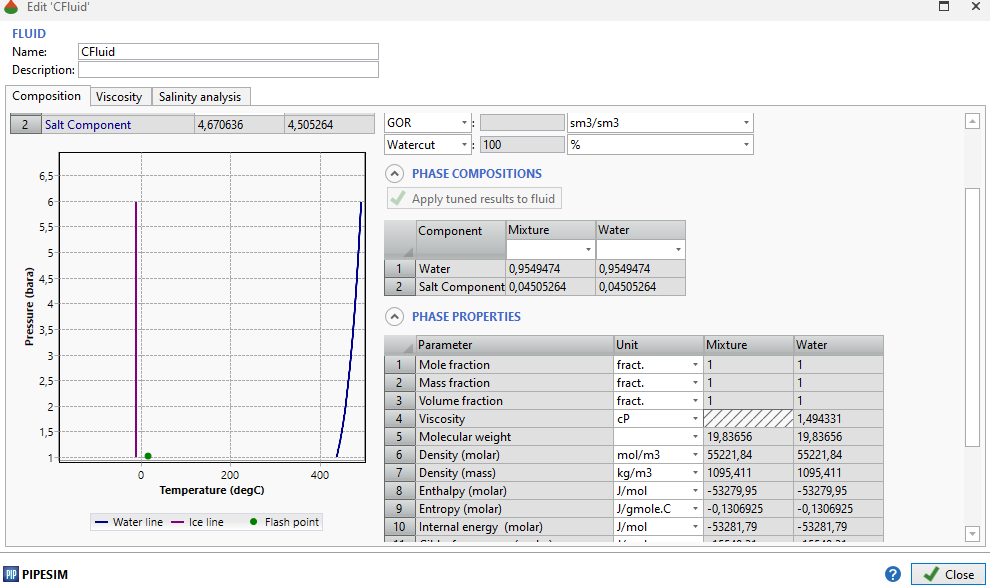 Edit 'CFluid'
FLUID
Name: CFluid
Description:
Composition Viscosity Salinity analysis
2 Salt Component 4,670636 4,505264
GOR : sm3/sm3
Watercut : 100 %
6,5
6
5,5
5
4,5
4
3,5
3
2,5
2
1,5
1
Pressure (bara)
0 200 400
Temperature (degC)
Water line Ice line Flash point
PHASE COMPOSITIONS
Apply tuned results to fluid
Component Mixture Water
1 Water 0,9549474 0,9549474
2 Salt Component 0,04505264 0,04505264
PHASE PROPERTIES
Parameter Unit Mixture Water
1 Mole fraction fract. 1 1
2 Mass fraction fract. 1 1
3 Volume fraction fract. 1 1
4 Viscosity cP 1,494331
5 Molecular weight 19,83656 19,83656
6 Density (molar) mol/m3 55221,84 55221,84
7 Density (mass) kg/m3 1095,411 1095,411
8 Enthalpy (molar) J/mol -53279,95 -53279,95
9 Entropy (molar) J/gmole.C -0,1306925 -0,1306925
10 Internal energy (molar) J/mol -53281,79 -53281,79
PIP PIPESIM
? Close